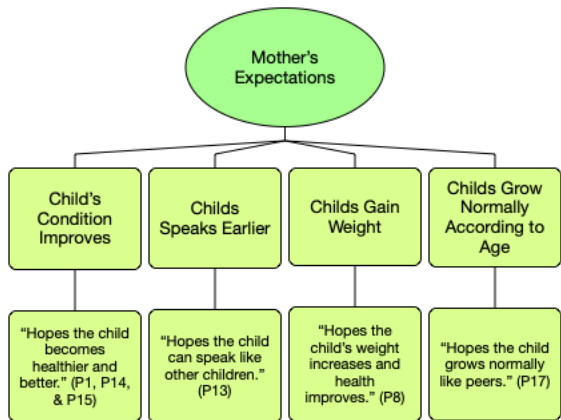 Mother's
Expectations
Child's
Condition
Improves
Childs
Speaks Earlier
Childs Gain
Weight
Childs Grow
Normally
According to
Age
“Hopes the child
becomes
healthier and
better.” (P1, P14,
& P15)
“Hopes the child
can speak like
other children.”
(P13)
“Hopes the
child's weight
increases and
health
improves.” (P8)
“Hopes the child
grows normally
like peers.” (P17)